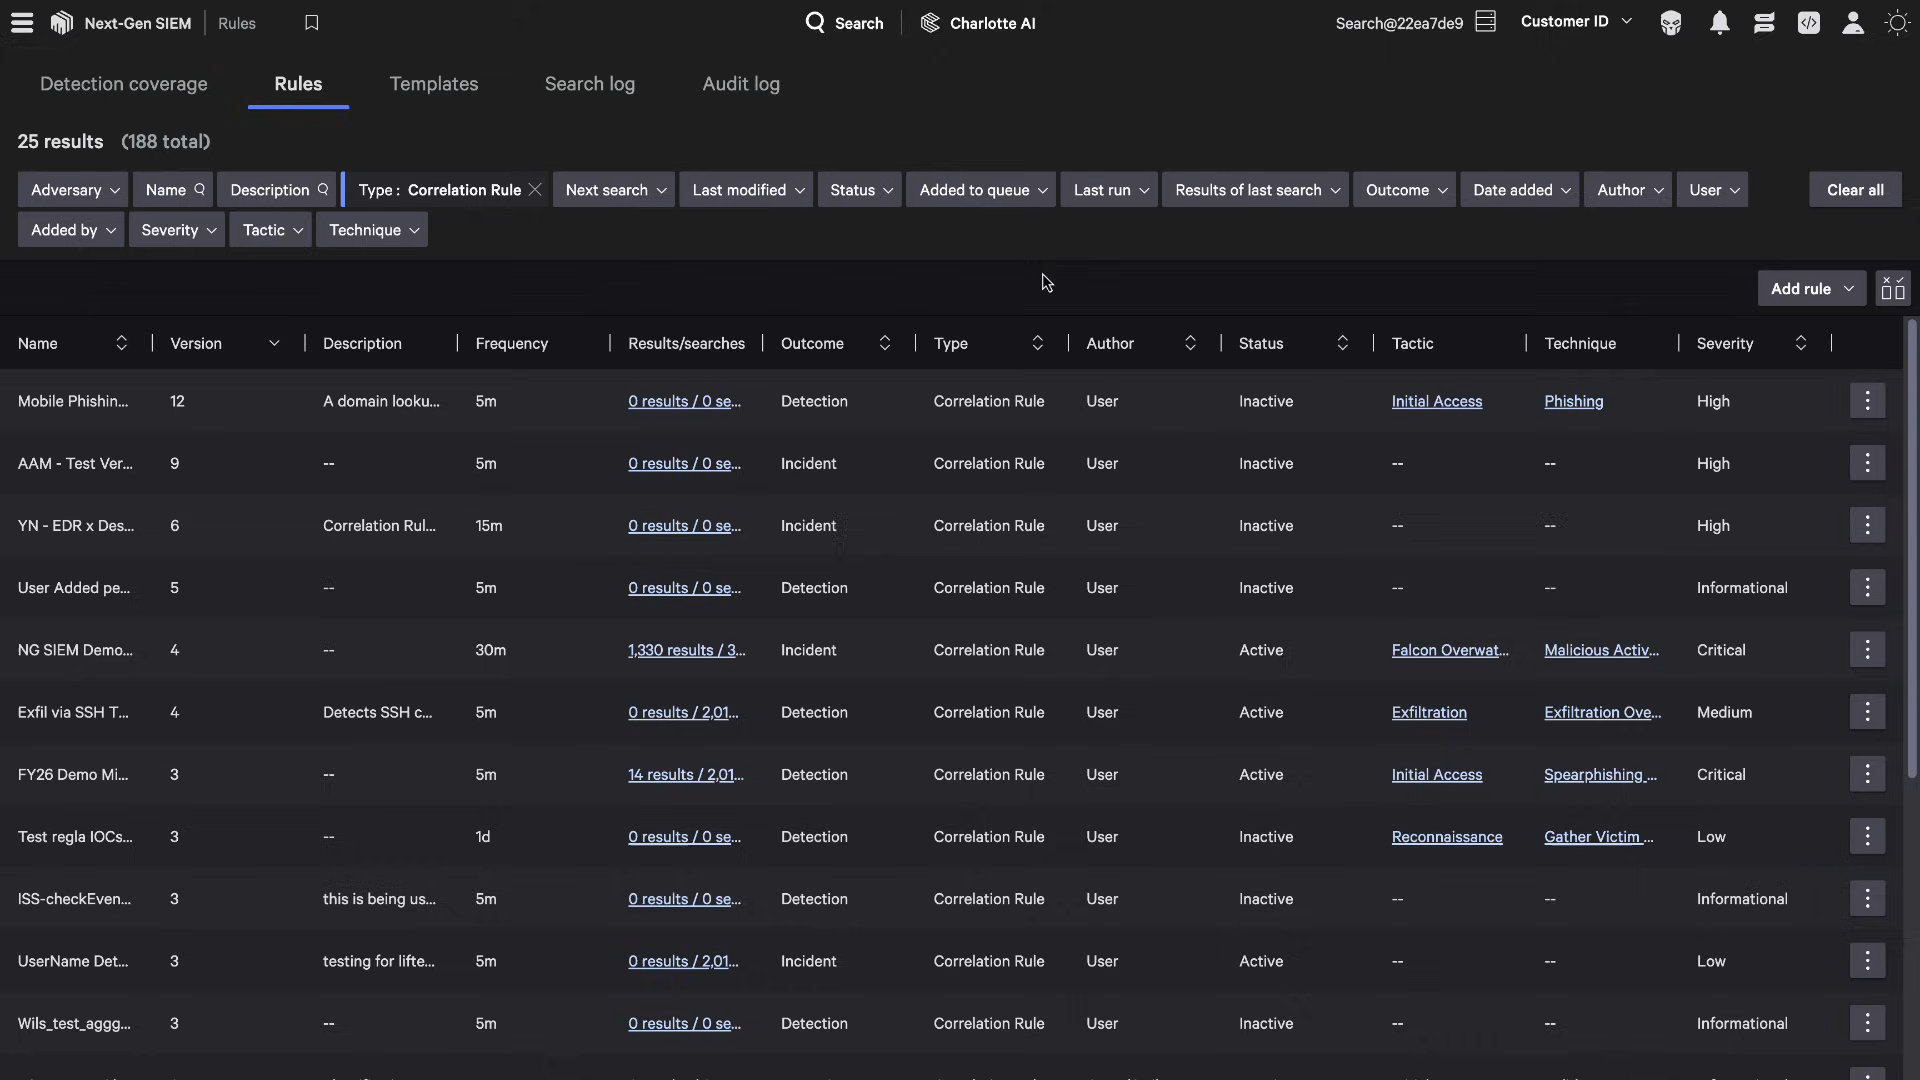 Next-Gen SIEM Rules Search Charlotte AI Search@22ea7de9 Customer ID
Detection coverage Rules Templates Search log Audit log
25 results (188 total)
Adversary Name Description Type : Correlation Rule Next search Last modified Status Added to queue Last run Results of last search Outcome Date added Author User Clear all
Added by Severity Tactic Technique
Add rule
Name Version Description Frequency Results/searches Outcome Type Author Status Tactic Technique Severity
Mobile Phishin... 12 A domain looku... 5m 0 results / 0 se... Detection Correlation Rule User Inactive Initial Access Phishing High
AAM - Test Ver... 9 -- 5m 0 results / 0 se... Incident Correlation Rule User Inactive -- -- High
YN - EDR x Des... 6 Correlation Rul... 15m 0 results / 0 se... Incident Correlation Rule User Inactive -- -- High
User Added pe... 5 -- 5m 0 results / 0 se... Detection Correlation Rule User Inactive -- -- Informational
NG SIEM Demo... 4 -- 30m 1,330 results / 3... Incident Correlation Rule User Active Falcon Overwat... Malicious Activ... Critical
Exfil via SSH T... 4 Detects SSH c... 5m 0 results / 2,01... Detection Correlation Rule User Active Exfiltration Exfiltration Ove... Medium
FY26 Demo Mi... 3 -- 5m 14 results / 2,01... Detection Correlation Rule User Active Initial Access Spearphishing ... Critical
Test regla IOCs... 3 -- 1d 0 results / 0 se... Detection Correlation Rule User Inactive Reconnaissance Gather Victim ... Low
ISS-checkEven... 3 this is being us... 5m 0 results / 0 se... Detection Correlation Rule User Inactive -- -- Informational
UserName Det... 3 testing for lifte... 5m 0 results / 2,01... Incident Correlation Rule User Active -- -- Low
Wils_test_aggg... 3 -- 5m 0 results / 0 se... Detection Correlation Rule User Inactive -- -- Informational